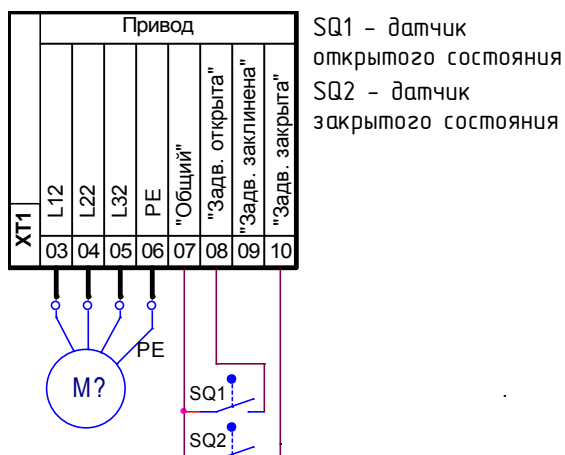 Привод
SQ1 - датчик
открытого состояния
SQ2 - датчик
закрытого состояния
XT1
L12
L22
L32
PE
"Общий"
"Задв. открыта"
"Задв. заклинена"
"Задв. закрыта"
03 04 05 06 07 08 09 10
PE
M?
SQ1
SQ2